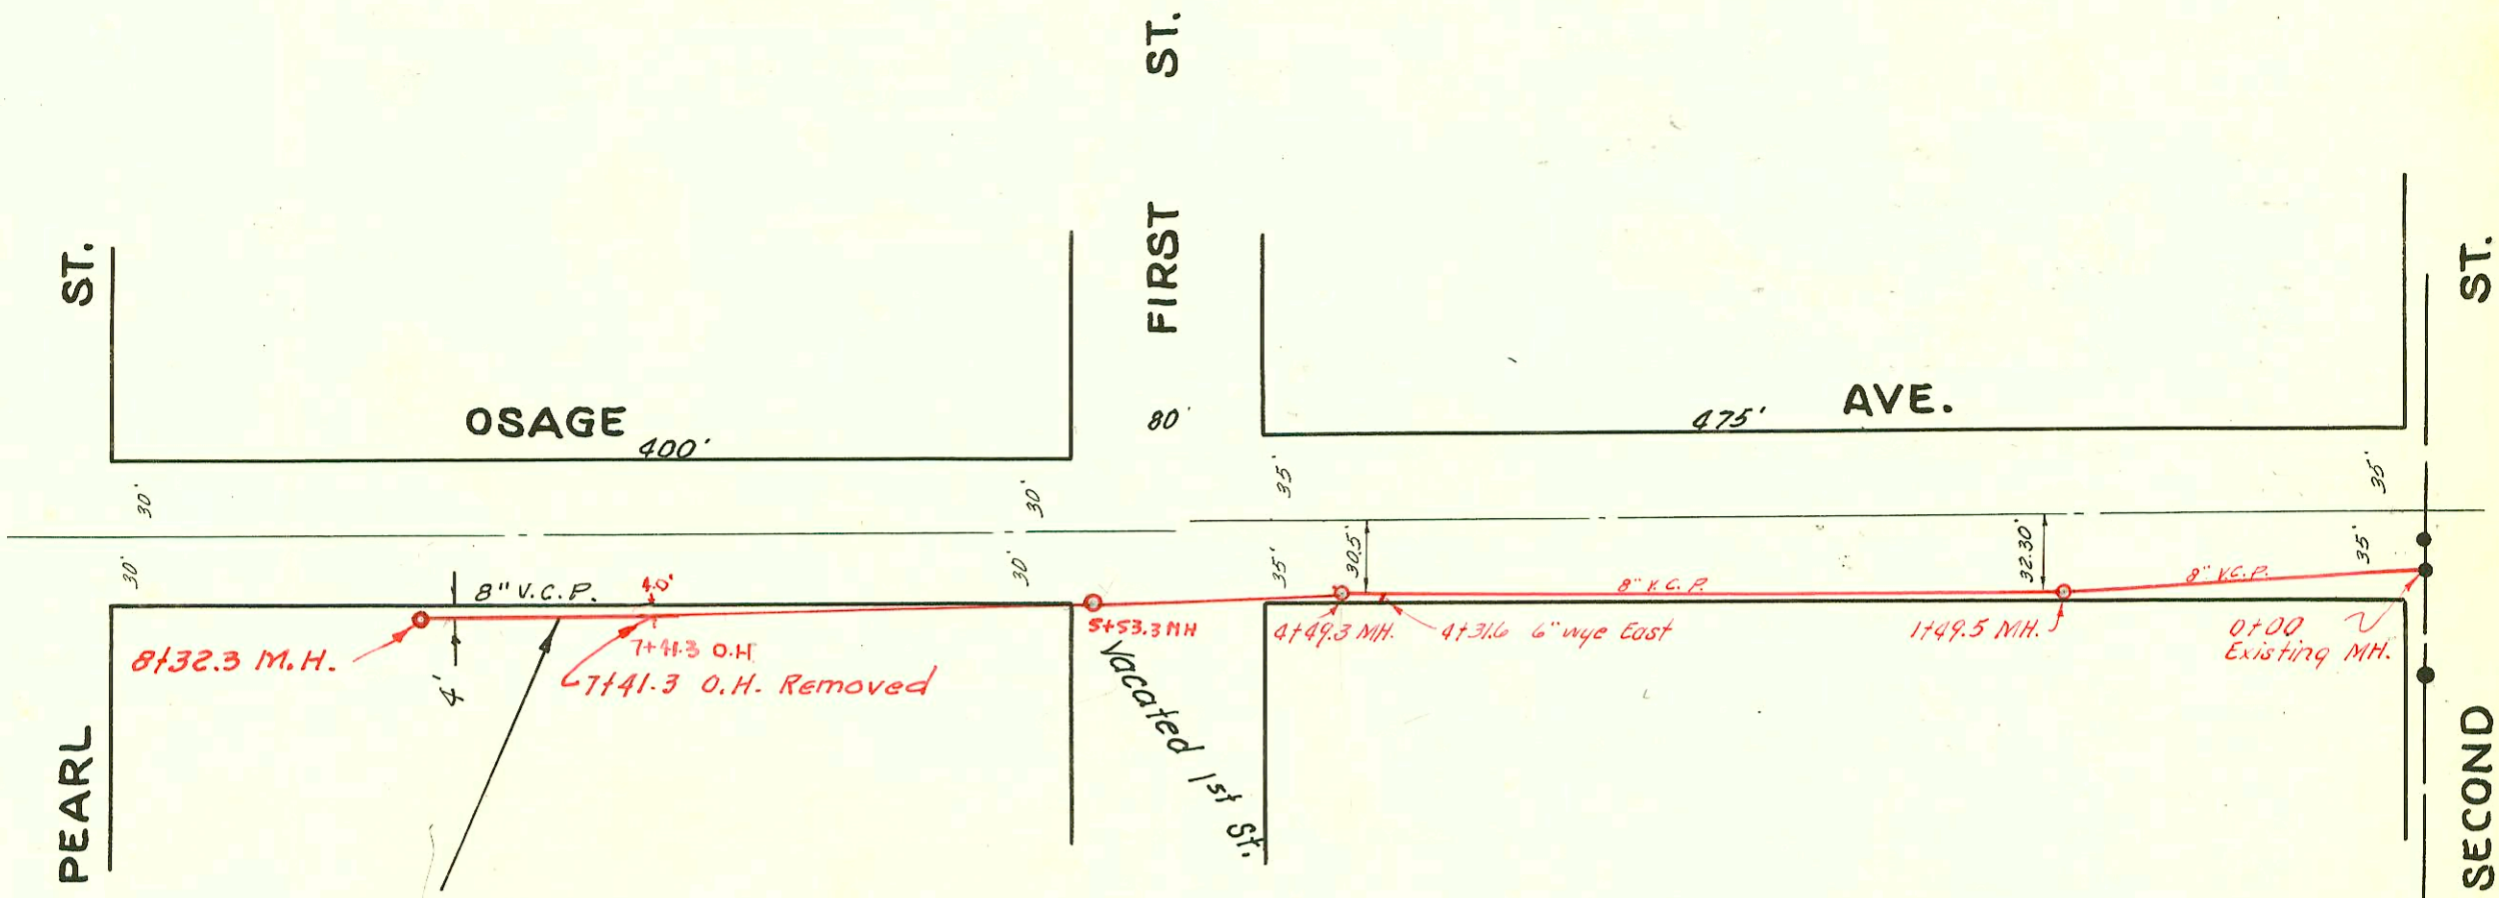 ST.
FIRST
ST.
ST.
OSAGE
400'
80'
475'
AVE.
30'
30'
35'
35'
30'
30'
35'
30.5'
32.30'
35'
8" V.C.P.
4.0'
8" V.C.P.
8" V.C.P.
8+32.3 M.H.
4'
7+41.3 O.H
7+41.3 O.H. Removed
5+53.3 MH
4+49.3 MH.
4+31.6 6" wye East
1+49.5 MH.
0+00
Existing MH.
Vacated 1st St.
PEARL
SECOND